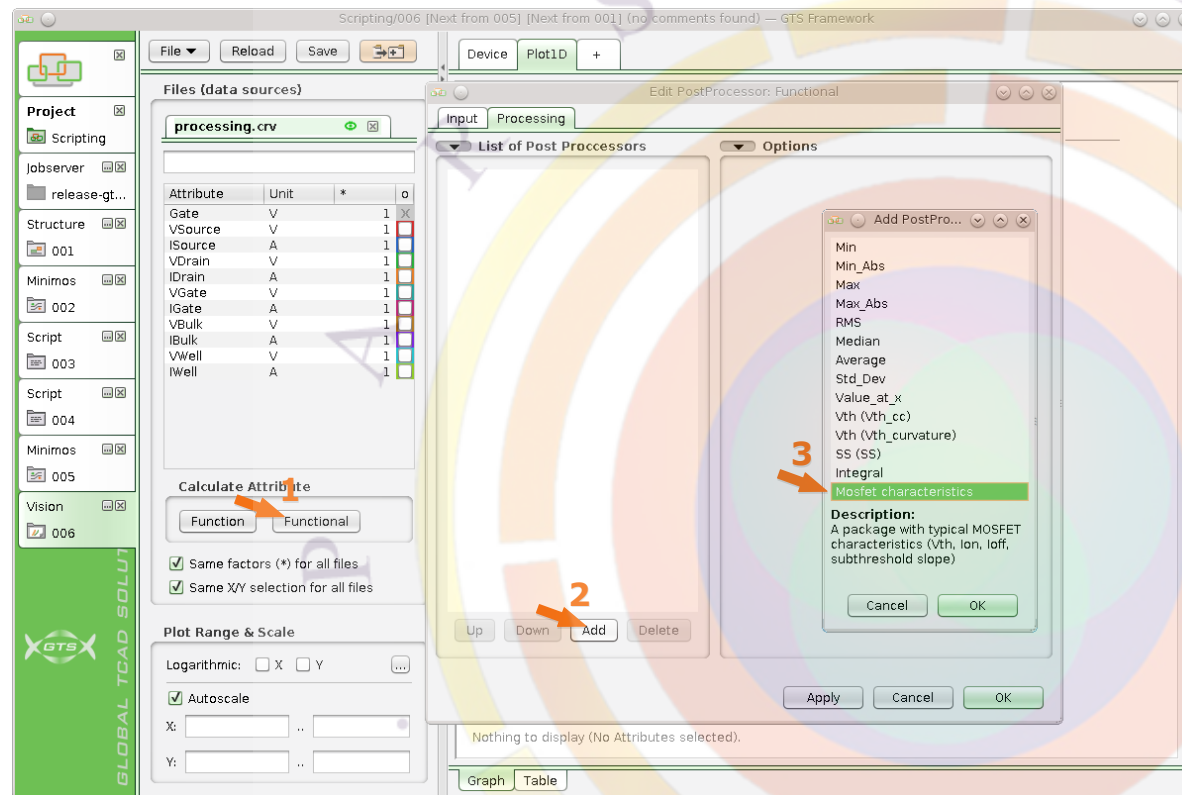 Scripting/006 [Next from 005] [Next from 001] (no comments found) — GTS Framework
Project
Scripting
Jobserver
release-gt...
Structure
001
Minimos
002
Script
003
Script
004
Minimos
005
Vision
006
GTS
GLOBAL TCAD SOLUT
File
Reload
Save
Files (data sources)
processing.crv
Attribute Unit * o
Gate V 1 X
VSource V 1
ISource A 1
VDrain V 1
IDrain A 1
VGate V 1
IGate A 1
VBulk V 1
IBulk A 1
VWell V 1
IWell A 1
Calculate Attribute
1
Function Functional
Same factors (*) for all files
Same X/Y selection for all files
Plot Range & Scale
Logarithmic: X Y ...
Autoscale
X: ..
Y: ..
Device Plot1D +
Edit PostProcessor: Functional
Input Processing
List of Post Proccessors
Options
2
Up Down Add Delete
Add PostPro...
Min
Min_Abs
Max
Max_Abs
RMS
Median
Average
Std_Dev
Value_at_x
Vth (Vth_cc)
Vth (Vth_curvature)
SS (SS)
Integral
3
Mosfet characteristics
Description:
A package with typical MOSFET
characteristics (Vth, Ion, Ioff,
subthreshold slope)
Cancel OK
Apply Cancel OK
Nothing to display (No Attributes selected).
Graph Table